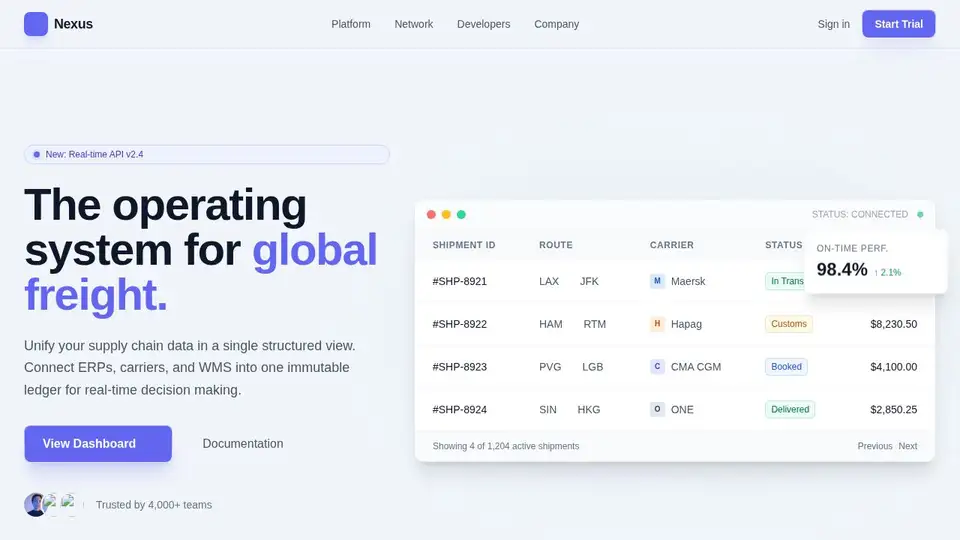 Nexus
Platform Network Developers Company
Sign in Start Trial
New: Real-time API v2.4
The operating
system for global
freight.
Unify your supply chain data in a single structured view.
Connect ERPs, carriers, and WMS into one immutable
ledger for real-time decision making.
View Dashboard Documentation
Trusted by 4,000+ teams
STATUS: CONNECTED
SHIPMENT ID ROUTE CARRIER STATUS
ON-TIME PERF.
98.4% ↑ 2.1%
#SHP-8921 LAX JFK M Maersk In Trans
#SHP-8922 HAM RTM H Hapag Customs $8,230.50
#SHP-8923 PVG LGB C CMA CGM Booked $4,100.00
#SHP-8924 SIN HKG O ONE Delivered $2,850.25
Showing 4 of 1,204 active shipments Previous Next